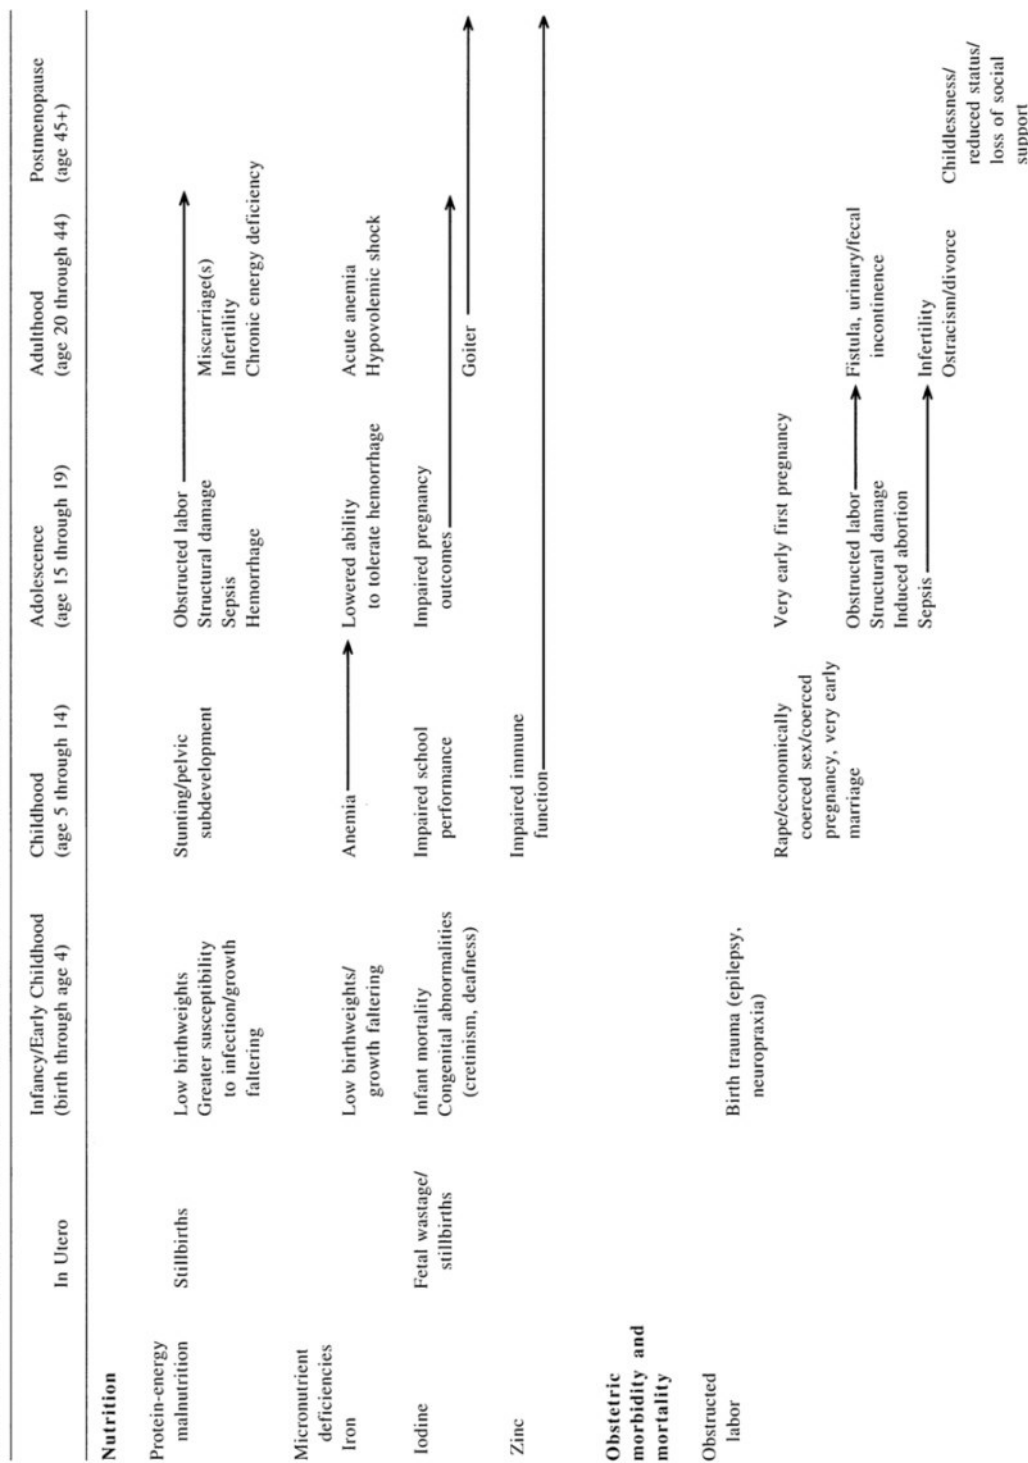 In Utero
Infancy/Early Childhood
(birth through age 4)
Childhood
(age 5 through 14)
Adolescence
(age 15 through 19)
Adulthood
(age 20 through 44)
Postmenopause
(age 45+)
Nutrition
Protein-energy
malnutrition
Stillbirths
Low birthweights
Greater susceptibility
to infection/growth
faltering
Stunting/pelvic
subdevelopment
Obstructed labor
Structural damage
Sepsis
Hemorrhage
Miscarriage(s)
Infertility
Chronic energy deficiency
Micronutrient
deficiencies
Iron
Low birthweights/
growth faltering
Anemia
Lowered ability
to tolerate hemorrhage
Acute anemia
Hypovolemic shock
Iodine
Fetal wastage/
stillbirths
Infant mortality
Congenital abnormalities
(cretinism, deafness)
Impaired school
performance
Impaired pregnancy
outcomes
Goiter
Zinc
Impaired immune
function
Obstetric
morbidity and
mortality
Obstructed
labor
Birth trauma (epilepsy,
neuropraxia)
Rape/economically
coerced sex/coerced
pregnancy, very early
marriage
Very early first pregnancy
Obstructed labor
Structural damage
Induced abortion
Sepsis
Fistula, urinary/fecal
incontinence
Infertility
Ostracism/divorce
Childlessness/
reduced status/
loss of social
support